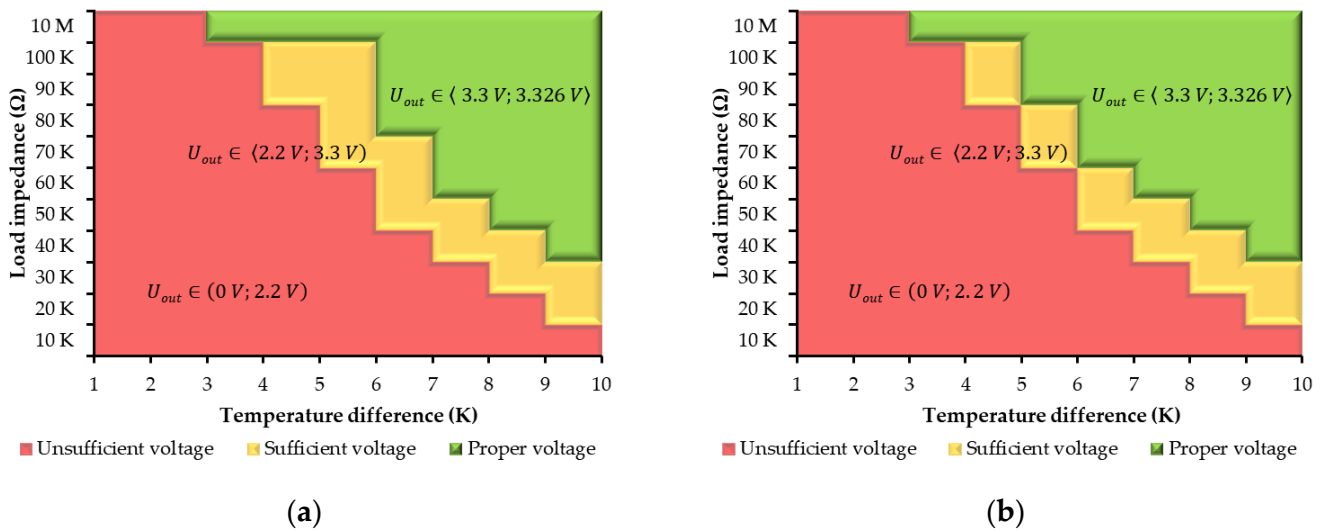 Load impedance (Ω)
10 M
100 K
90 K
80 K
70 K
60 K
50 K
40 K
30 K
20 K
10 K
U_out ∈ ⟨ 3.3 V; 3.326 V⟩
U_out ∈ ⟨2.2 V; 3.3 V)
U_out ∈ (0 V; 2.2 V)
1 2 3 4 5 6 7 8 9 10
Temperature difference (K)
Unsufficient voltage Sufficient voltage Proper voltage
(a)
Load impedance (Ω)
10 M
100 K
90 K
80 K
70 K
60 K
50 K
40 K
30 K
20 K
10 K
U_out ∈ ⟨ 3.3 V; 3.326 V⟩
U_out ∈ ⟨2.2 V; 3.3 V)
U_out ∈ (0 V; 2.2 V)
1 2 3 4 5 6 7 8 9 10
Temperature difference (K)
Unsufficient voltage Sufficient voltage Proper voltage
(b)